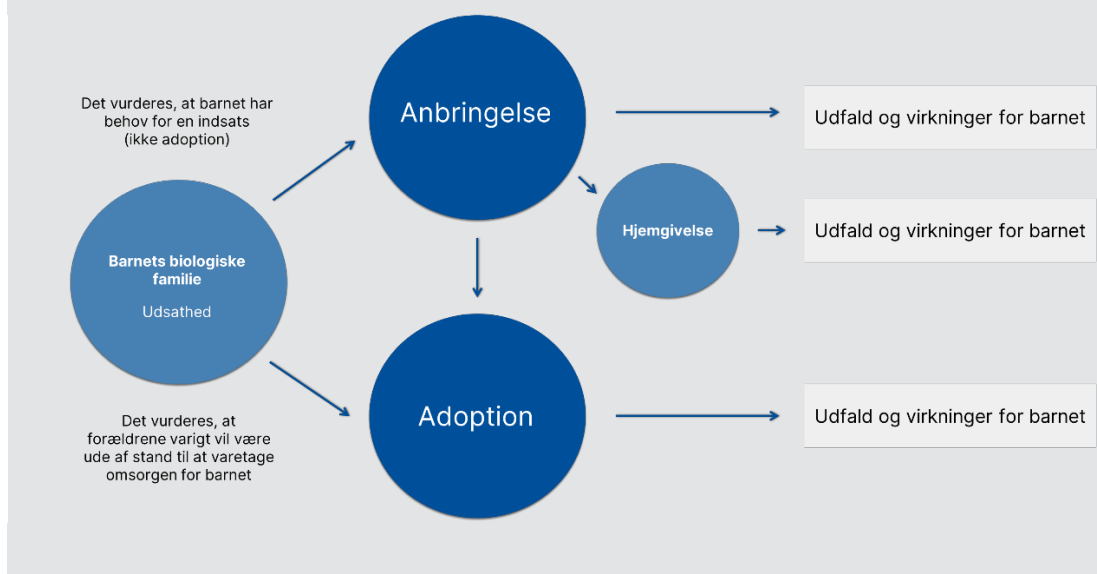 Det vurderes, at barnet har
behov for en indsats
(ikke adoption)
Anbringelse
Udfald og virkninger for barnet
Hjemgivelse
Udfald og virkninger for barnet
Barnets biologiske
familie
Udsathed
Det vurderes, at
forældrene varigt vil være
ude af stand til at varetage
omsorgen for barnet
Adoption
Udfald og virkninger for barnet